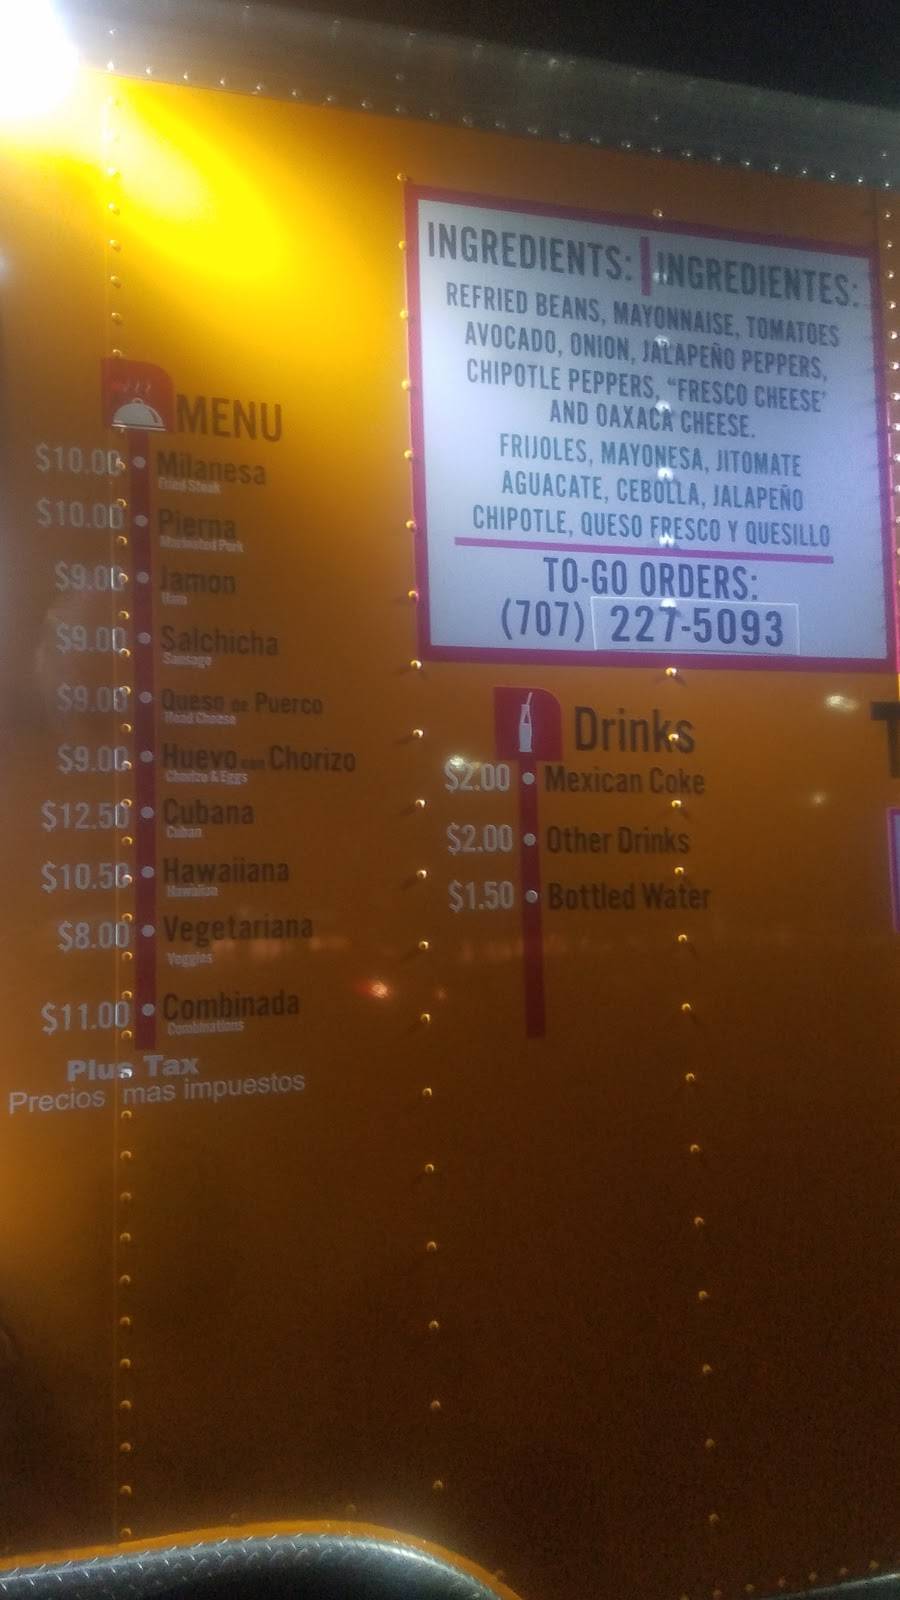 INGREDIENTS: INGREDIENTES:
REFRIED BEANS, MAYONNAISE, TOMATOES
AVOCADO, ONION, JALAPEÑO PEPPERS,
CHIPOTLE PEPPERS, “FRESCO CHEESE’
AND OAXACA CHEESE.
FRIJOLES, MAYONESA, JITOMATE
AGUACATE, CEBOLLA, JALAPEÑO
CHIPOTLE, QUESO FRESCO Y QUESILLO
TO-GO ORDERS:
(707) 227-5093
MENU
$10.00 • Milanesa
Fried Steak
$10.00 • Pierna
Marinated Pork
$9.00 • Jamon
Ham
$9.00 • Salchicha
Sausage
$9.00 • Queso de Puerco
Head Cheese
$9.00 • Huevo con Chorizo
Chorizo & Eggs
$12.50 • Cubana
Cuban
$10.50 • Hawaiiana
Hawaiian
$8.00 • Vegetariana
Veggies
$11.00 • Combinada
Combinations
Plus Tax
Precios mas impuestos
Drinks
$2.00 • Mexican Coke
$2.00 • Other Drinks
$1.50 • Bottled Water